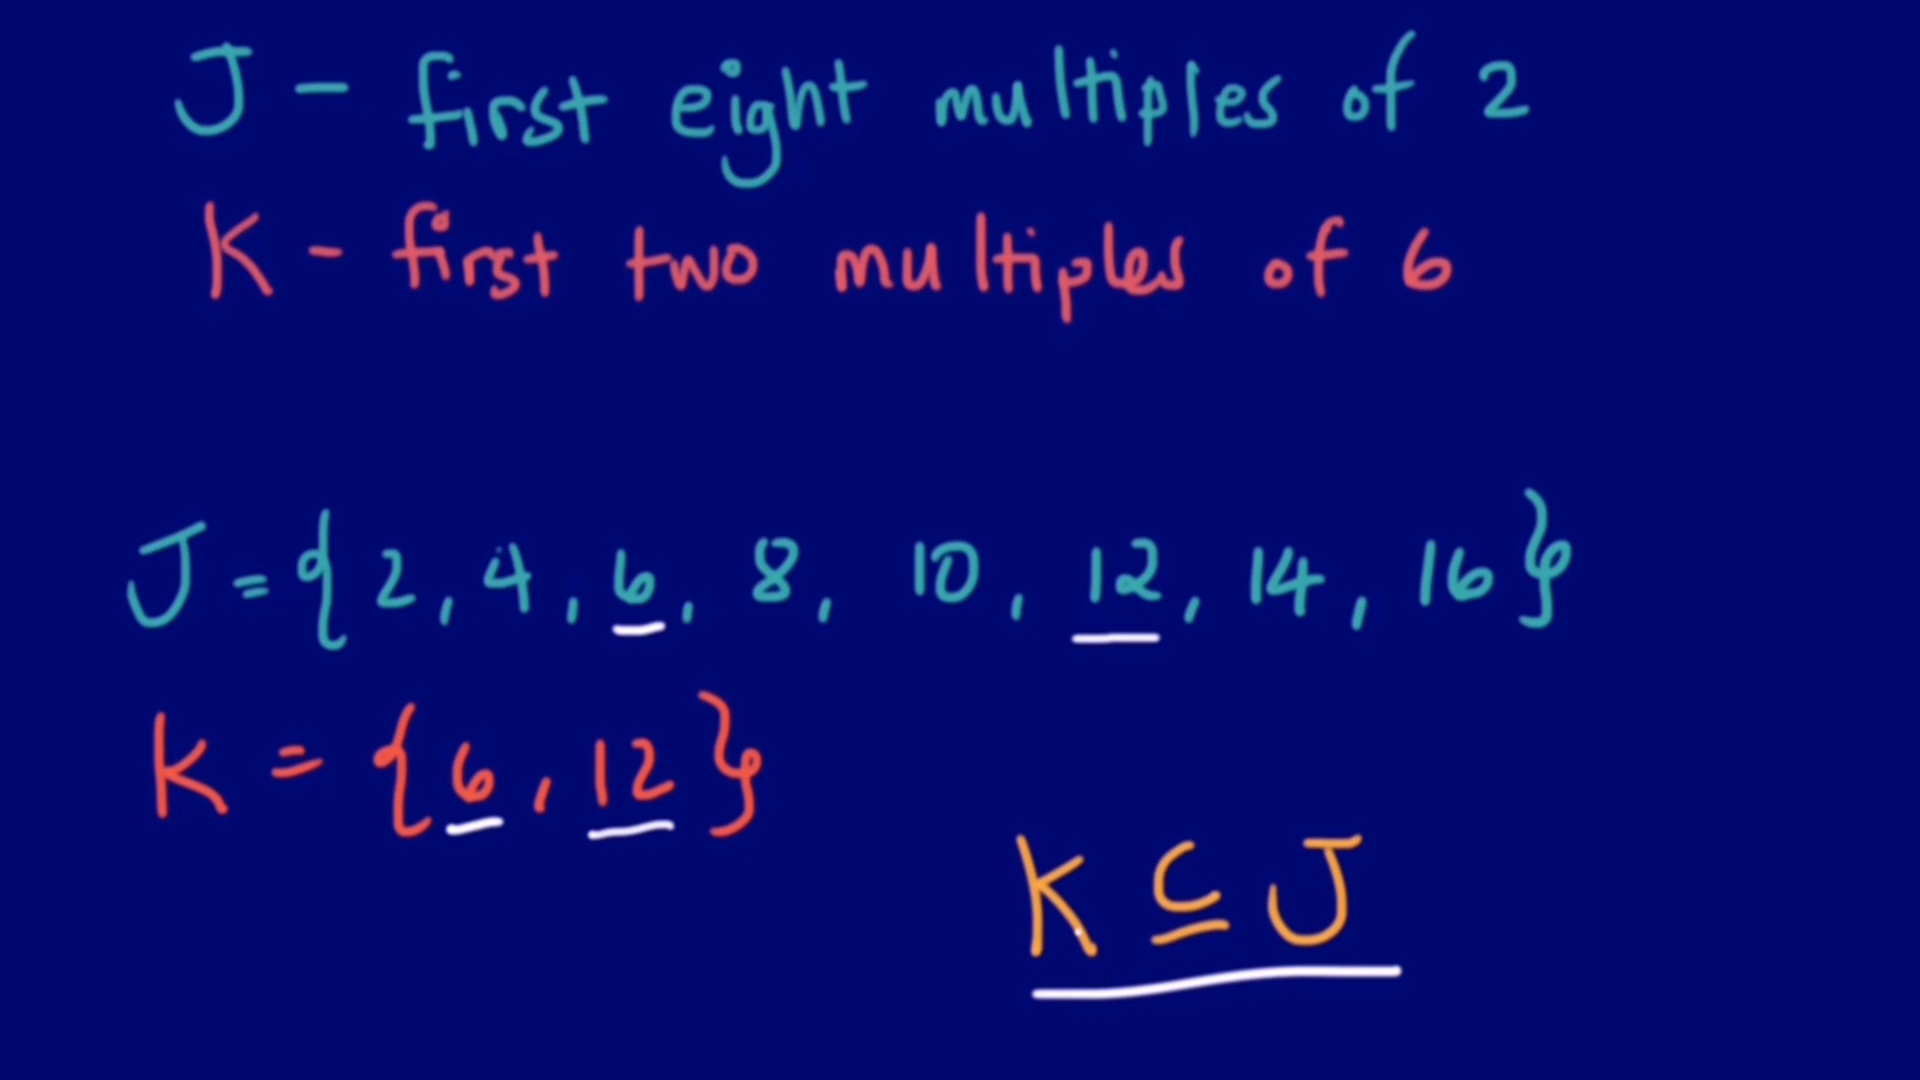 J - first eight multiples of 2
K - first two multiples of 6
J = { 2, 4, 6, 8, 10, 12, 14, 16 }
K = { 6, 12 }
K ⊆ J